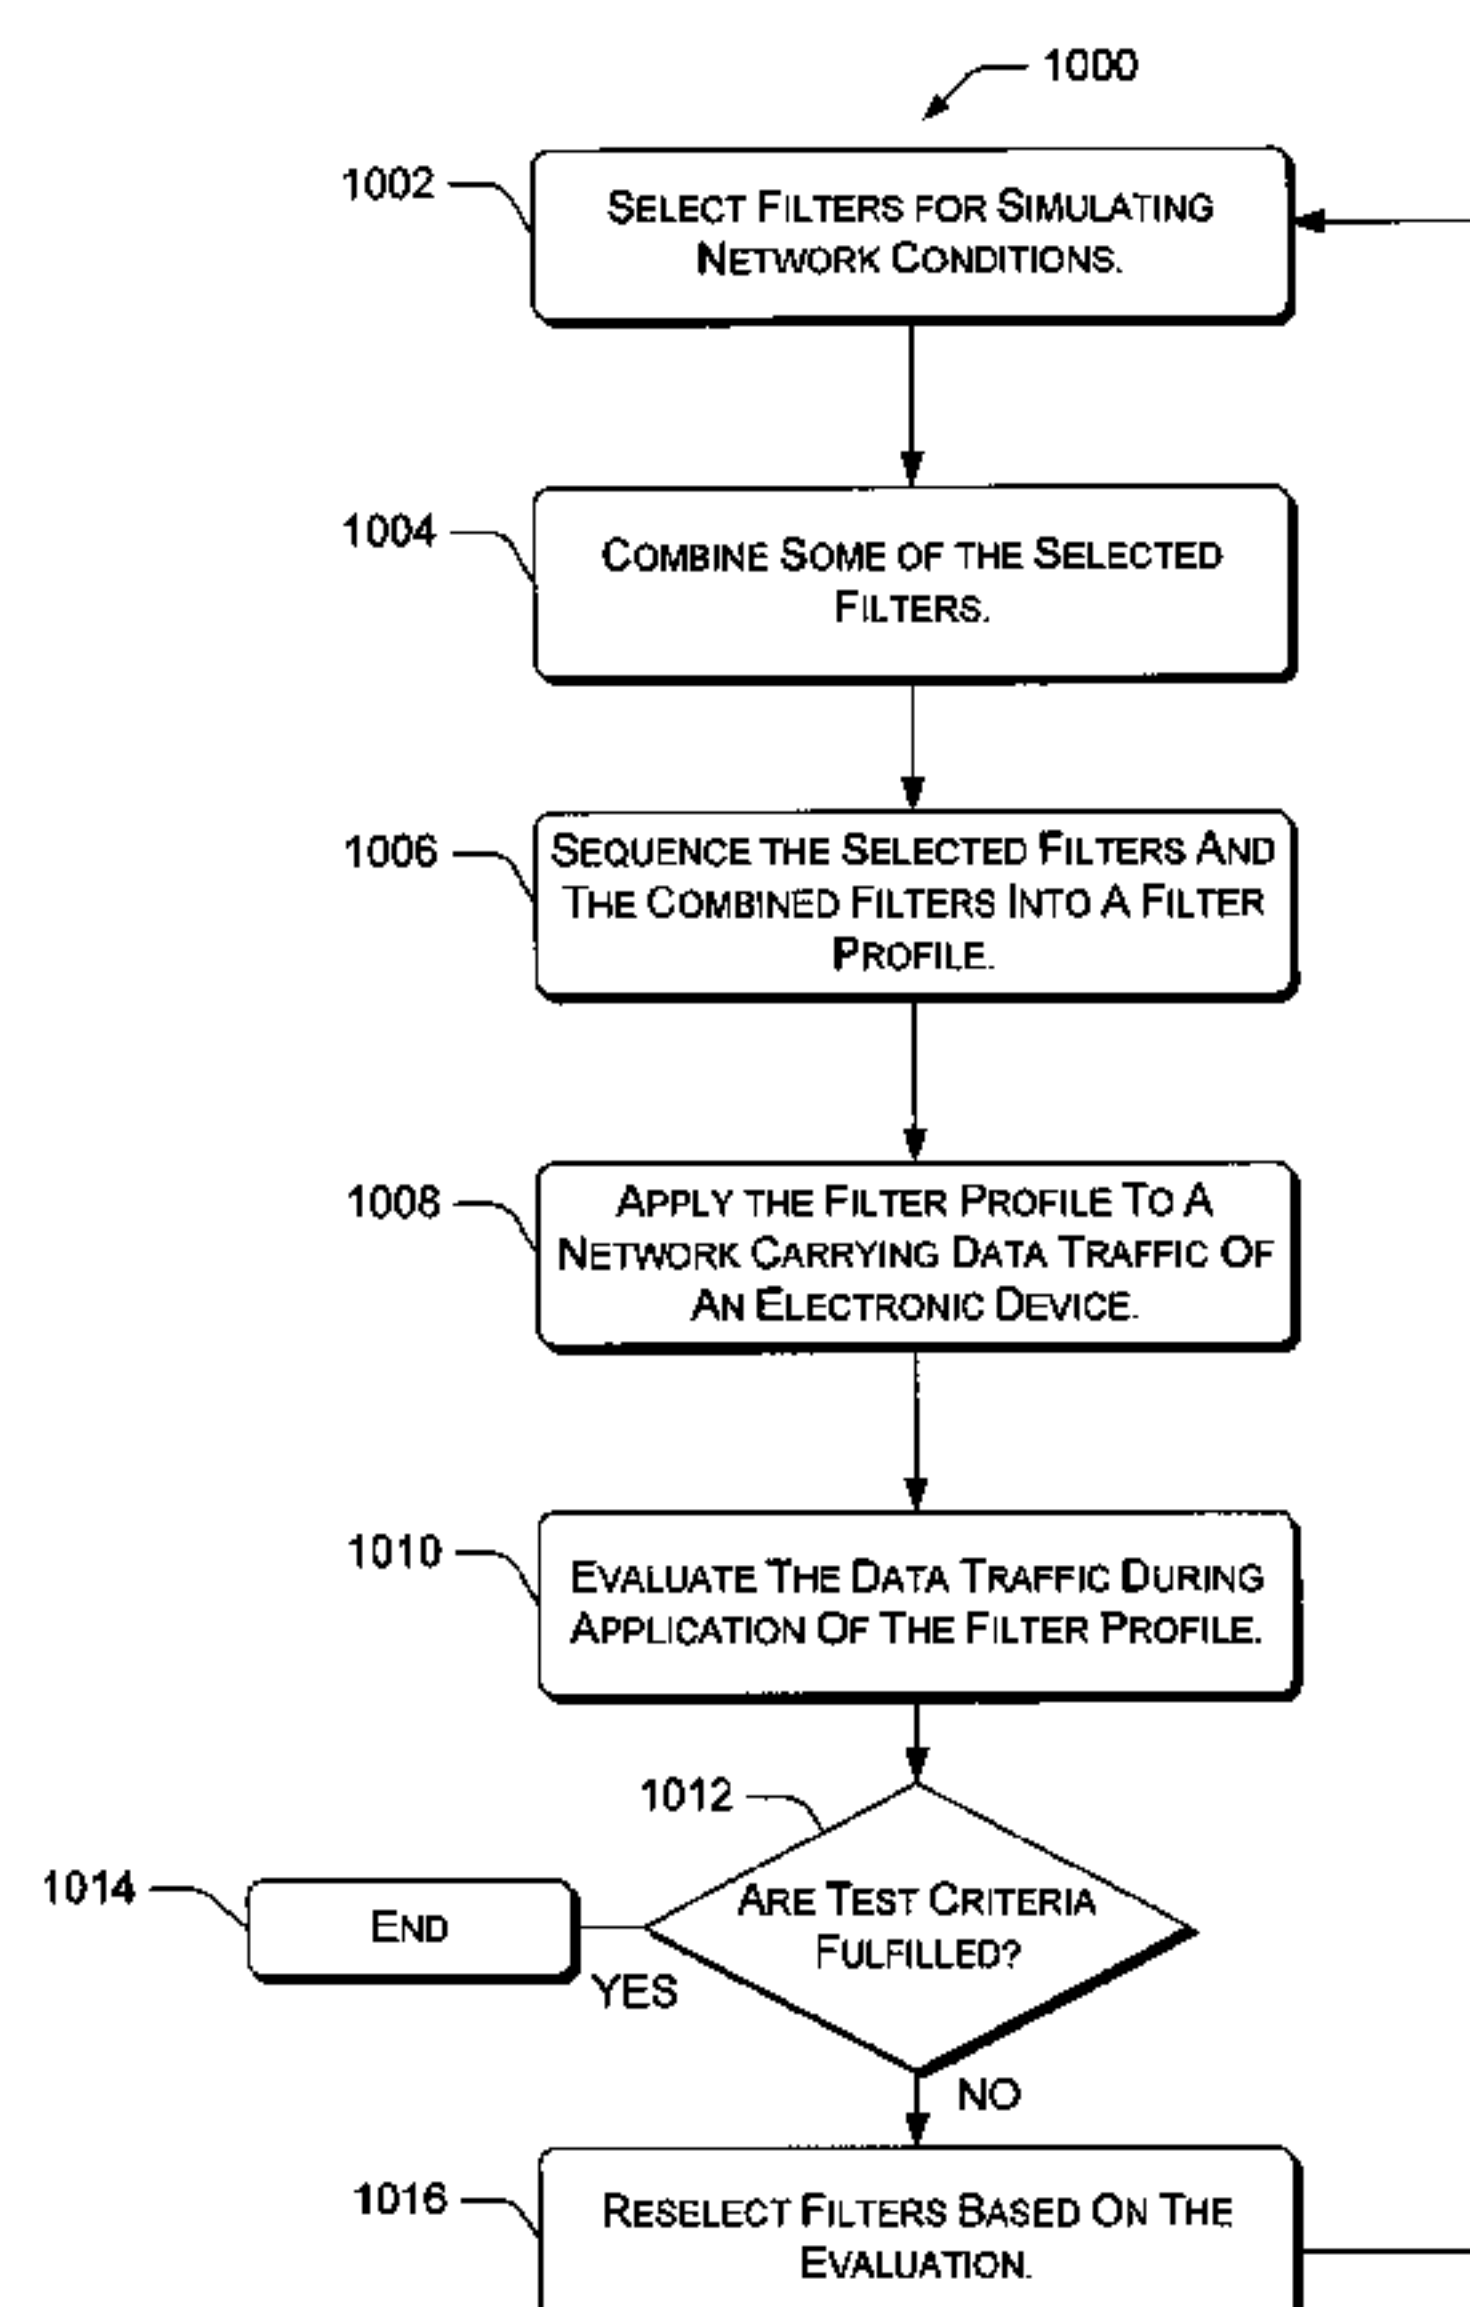 1000
1002
SELECT FILTERS FOR SIMULATING
NETWORK CONDITIONS.
1004
COMBINE SOME OF THE SELECTED
FILTERS.
1006
SEQUENCE THE SELECTED FILTERS AND
THE COMBINED FILTERS INTO A FILTER
PROFILE.
1008
APPLY THE FILTER PROFILE TO A
NETWORK CARRYING DATA TRAFFIC OF
AN ELECTRONIC DEVICE.
1010
EVALUATE THE DATA TRAFFIC DURING
APPLICATION OF THE FILTER PROFILE.
1012
ARE TEST CRITERIA
FULFILLED?
1014
END
YES
NO
1016
RESELECT FILTERS BASED ON THE
EVALUATION.